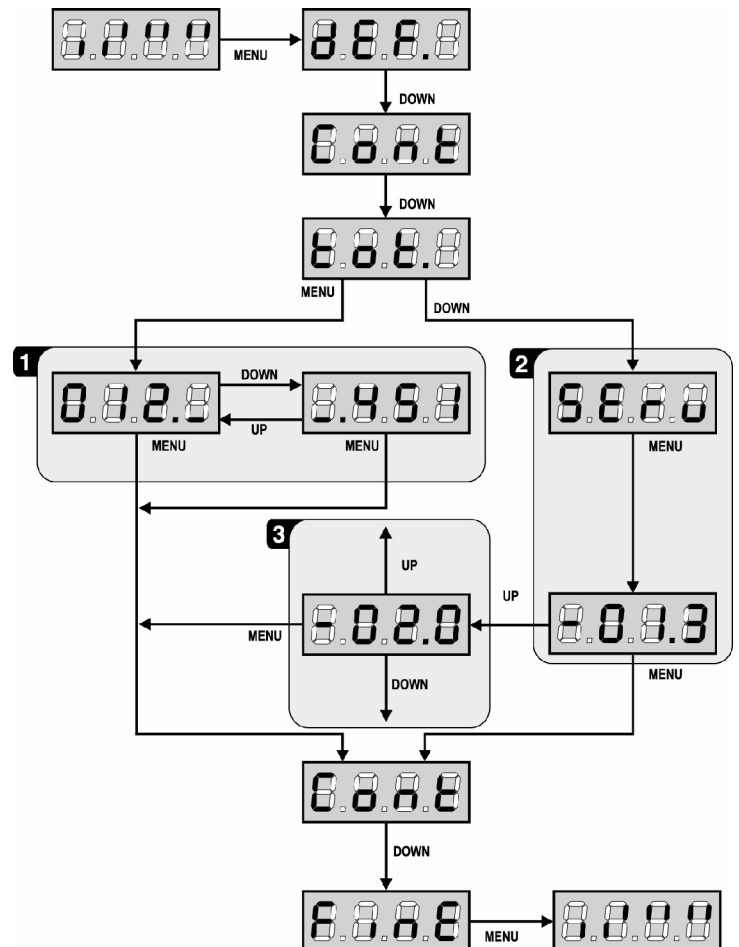 MENU
dEF.
DOWN
Cont
DOWN
tot.
MENU
DOWN
1
2
012._
DOWN
UP
_.451
SErv
MENU
MENU
MENU
3
UP
UP
-02.0
-01.3
MENU
DOWN
MENU
Cont
DOWN
FinE
MENU